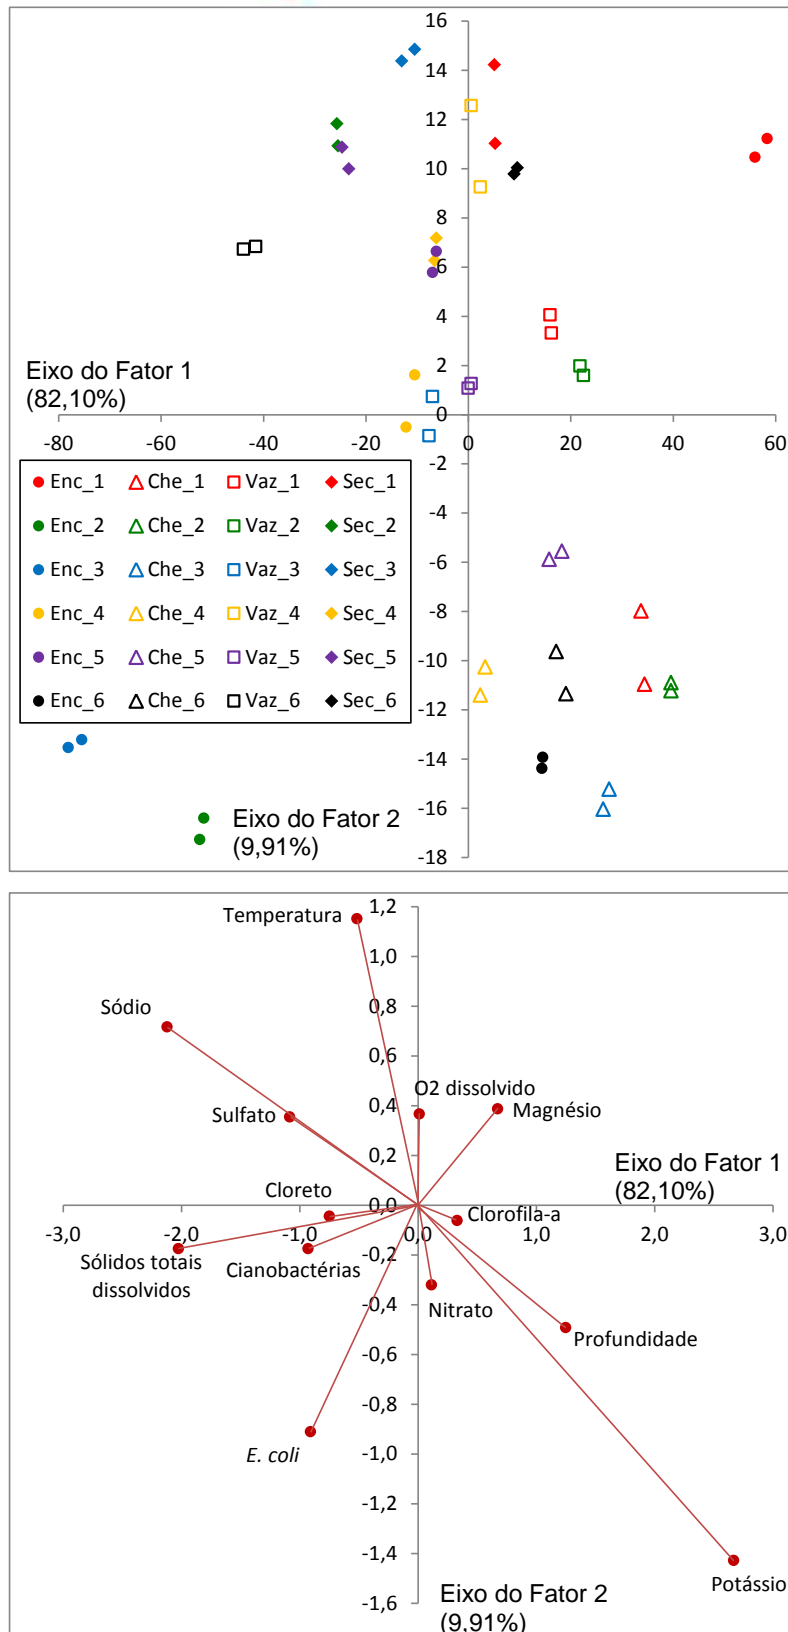 16
14
12
10
8
6
4
2
0
Eixo do Fator 1
(82,10%)
-80 -60 -40 -20 0 20 40 60
-2
Enc_1 Che_1 Vaz_1 Sec_1
-4
Enc_2 Che_2 Vaz_2 Sec_2
-6
Enc_3 Che_3 Vaz_3 Sec_3
-8
Enc_4 Che_4 Vaz_4 Sec_4
Enc_5 Che_5 Vaz_5 Sec_5
-10
Enc_6 Che_6 Vaz_6 Sec_6
-12
-14
-16
Eixo do Fator 2
(9,91%)
-18
Temperatura
1,2
1,0
Sódio
0,8
0,6
O2 dissolvido
Sulfato
0,4
Magnésio
0,2
Eixo do Fator 1
(82,10%)
Cloreto
0,0
Clorofila-a
-3,0 -2,0 -1,0 0,0 1,0 2,0 3,0
Sólidos totais
dissolvidos
Cianobactérias
-0,2
Nitrato
-0,4
Profundidade
-0,6
-0,8
E. coli
-1,0
-1,2
-1,4
Potássio
Eixo do Fator 2
(9,91%)
-1,6